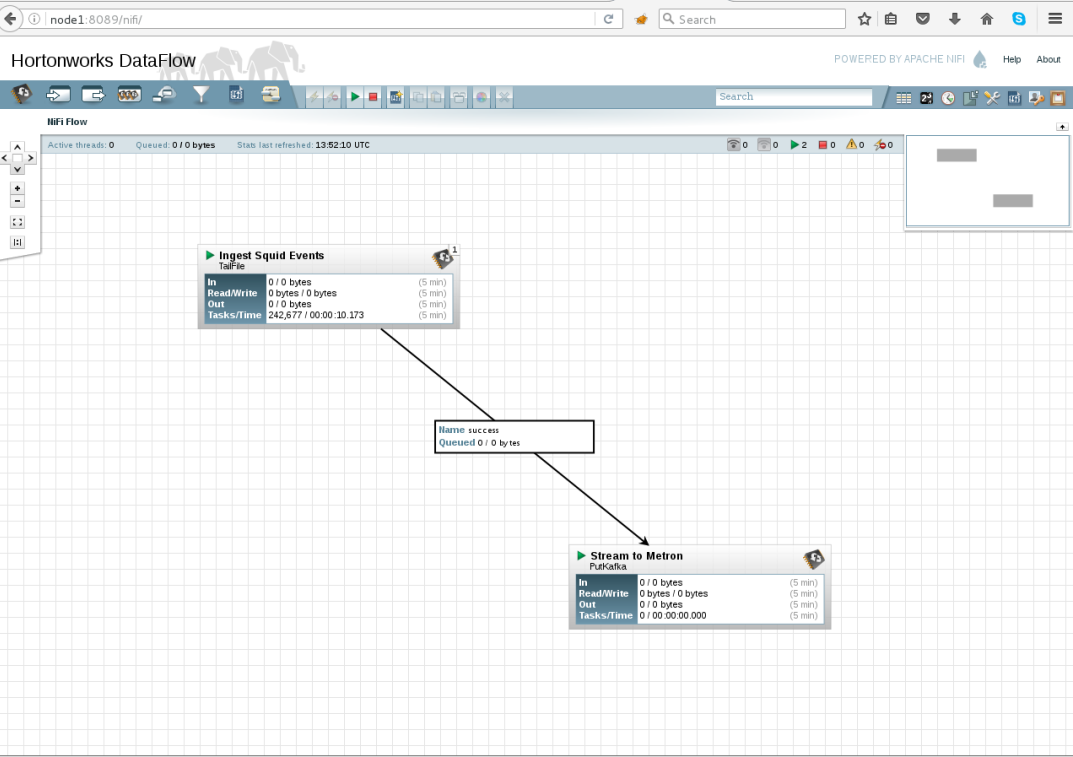 node1:8089/nifi/
Search
Hortonworks DataFlow
POWERED BY APACHE NIFI
Help
About
Search
NiFi Flow
Active threads: 0 Queued: 0 / 0 bytes Stats last refreshed: 13:52:10 UTC
0 0 2 0 0 0
Ingest Squid Events
1
TailFile
In 0 / 0 bytes (5 min)
Read/Write 0 bytes / 0 bytes (5 min)
Out 0 / 0 bytes (5 min)
Tasks/Time 242,677 / 00:00:10.173 (5 min)
Name success
Queued 0 / 0 bytes
Stream to Metron
PutKafka
In 0 / 0 bytes (5 min)
Read/Write 0 bytes / 0 bytes (5 min)
Out 0 / 0 bytes (5 min)
Tasks/Time 0 / 00:00:00.000 (5 min)